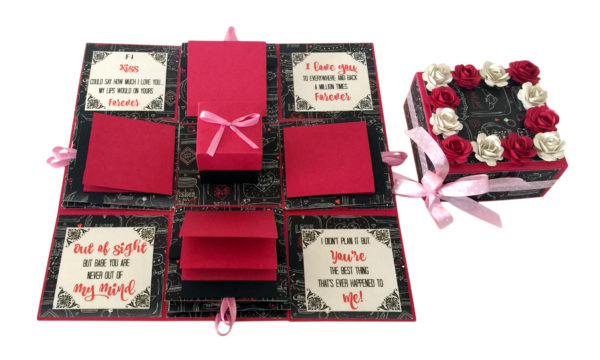 If a
Kiss
could say how much I love you...
my lips would on yours
Forever
I love you
to everywhere and back
a million times.
Forever
Out of Sight
but babe you are
never out of
my mind
I didn't plan it but
You're
the best thing
that's ever happened to
me!